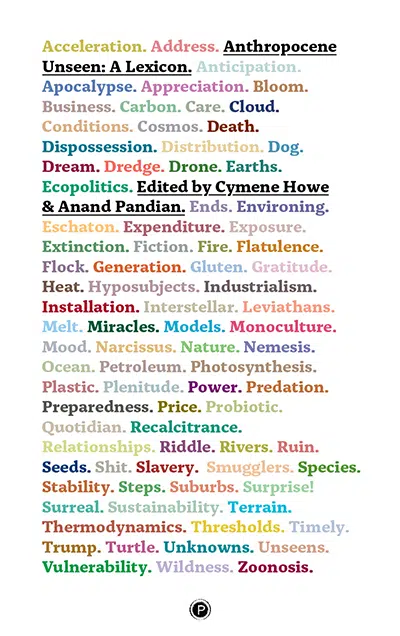 Acceleration. Address. Anthropocene
Unseen: A Lexicon. Anticipation.
Apocalypse. Appreciation. Bloom.
Business. Carbon. Care. Cloud.
Conditions. Cosmos. Death.
Dispossession. Distribution. Dog.
Dream. Dredge. Drone. Earths.
Ecopolitics. Edited by Cymene Howe
& Anand Pandian. Ends. Environing.
Eschaton. Expenditure. Exposure.
Extinction. Fiction. Fire. Flatulence.
Flock. Generation. Gluten. Gratitude.
Heat. Hyposubjects. Industrialism.
Installation. Interstellar. Leviathans.
Melt. Miracles. Models. Monoculture.
Mood. Narcissus. Nature. Nemesis.
Ocean. Petroleum. Photosynthesis.
Plastic. Plenitude. Power. Predation.
Preparedness. Price. Probiotic.
Quotidian. Recalcitrance.
Relationships. Riddle. Rivers. Ruin.
Seeds. Shit. Slavery. Smugglers. Species.
Stability. Steps. Suburbs. Surprise!
Surreal. Sustainability. Terrain.
Thermodynamics. Thresholds. Timely.
Trump. Turtle. Unknowns. Unseens.
Vulnerability. Wildness. Zoonosis.
P